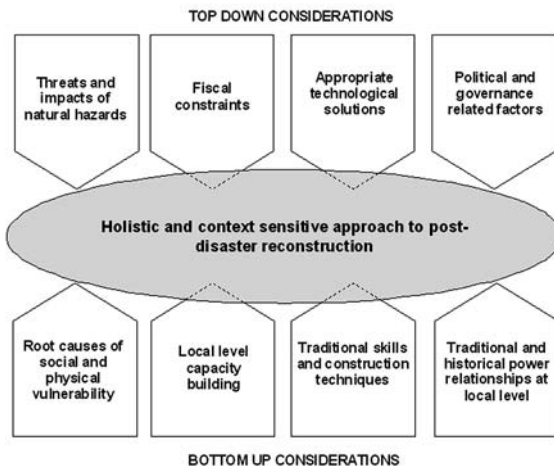 TOP DOWN CONSIDERATIONS
Threats and
impacts of
natural hazards
Fiscal
constraints
Appropriate
technological
solutions
Political and
governance
related factors
Holistic and context sensitive approach to post-
disaster reconstruction
Root causes of
social and
physical
vulnerability
Local level
capacity
building
Traditional skills
and construction
techniques
Traditional and
historical power
relationships at
local level
BOTTOM UP CONSIDERATIONS